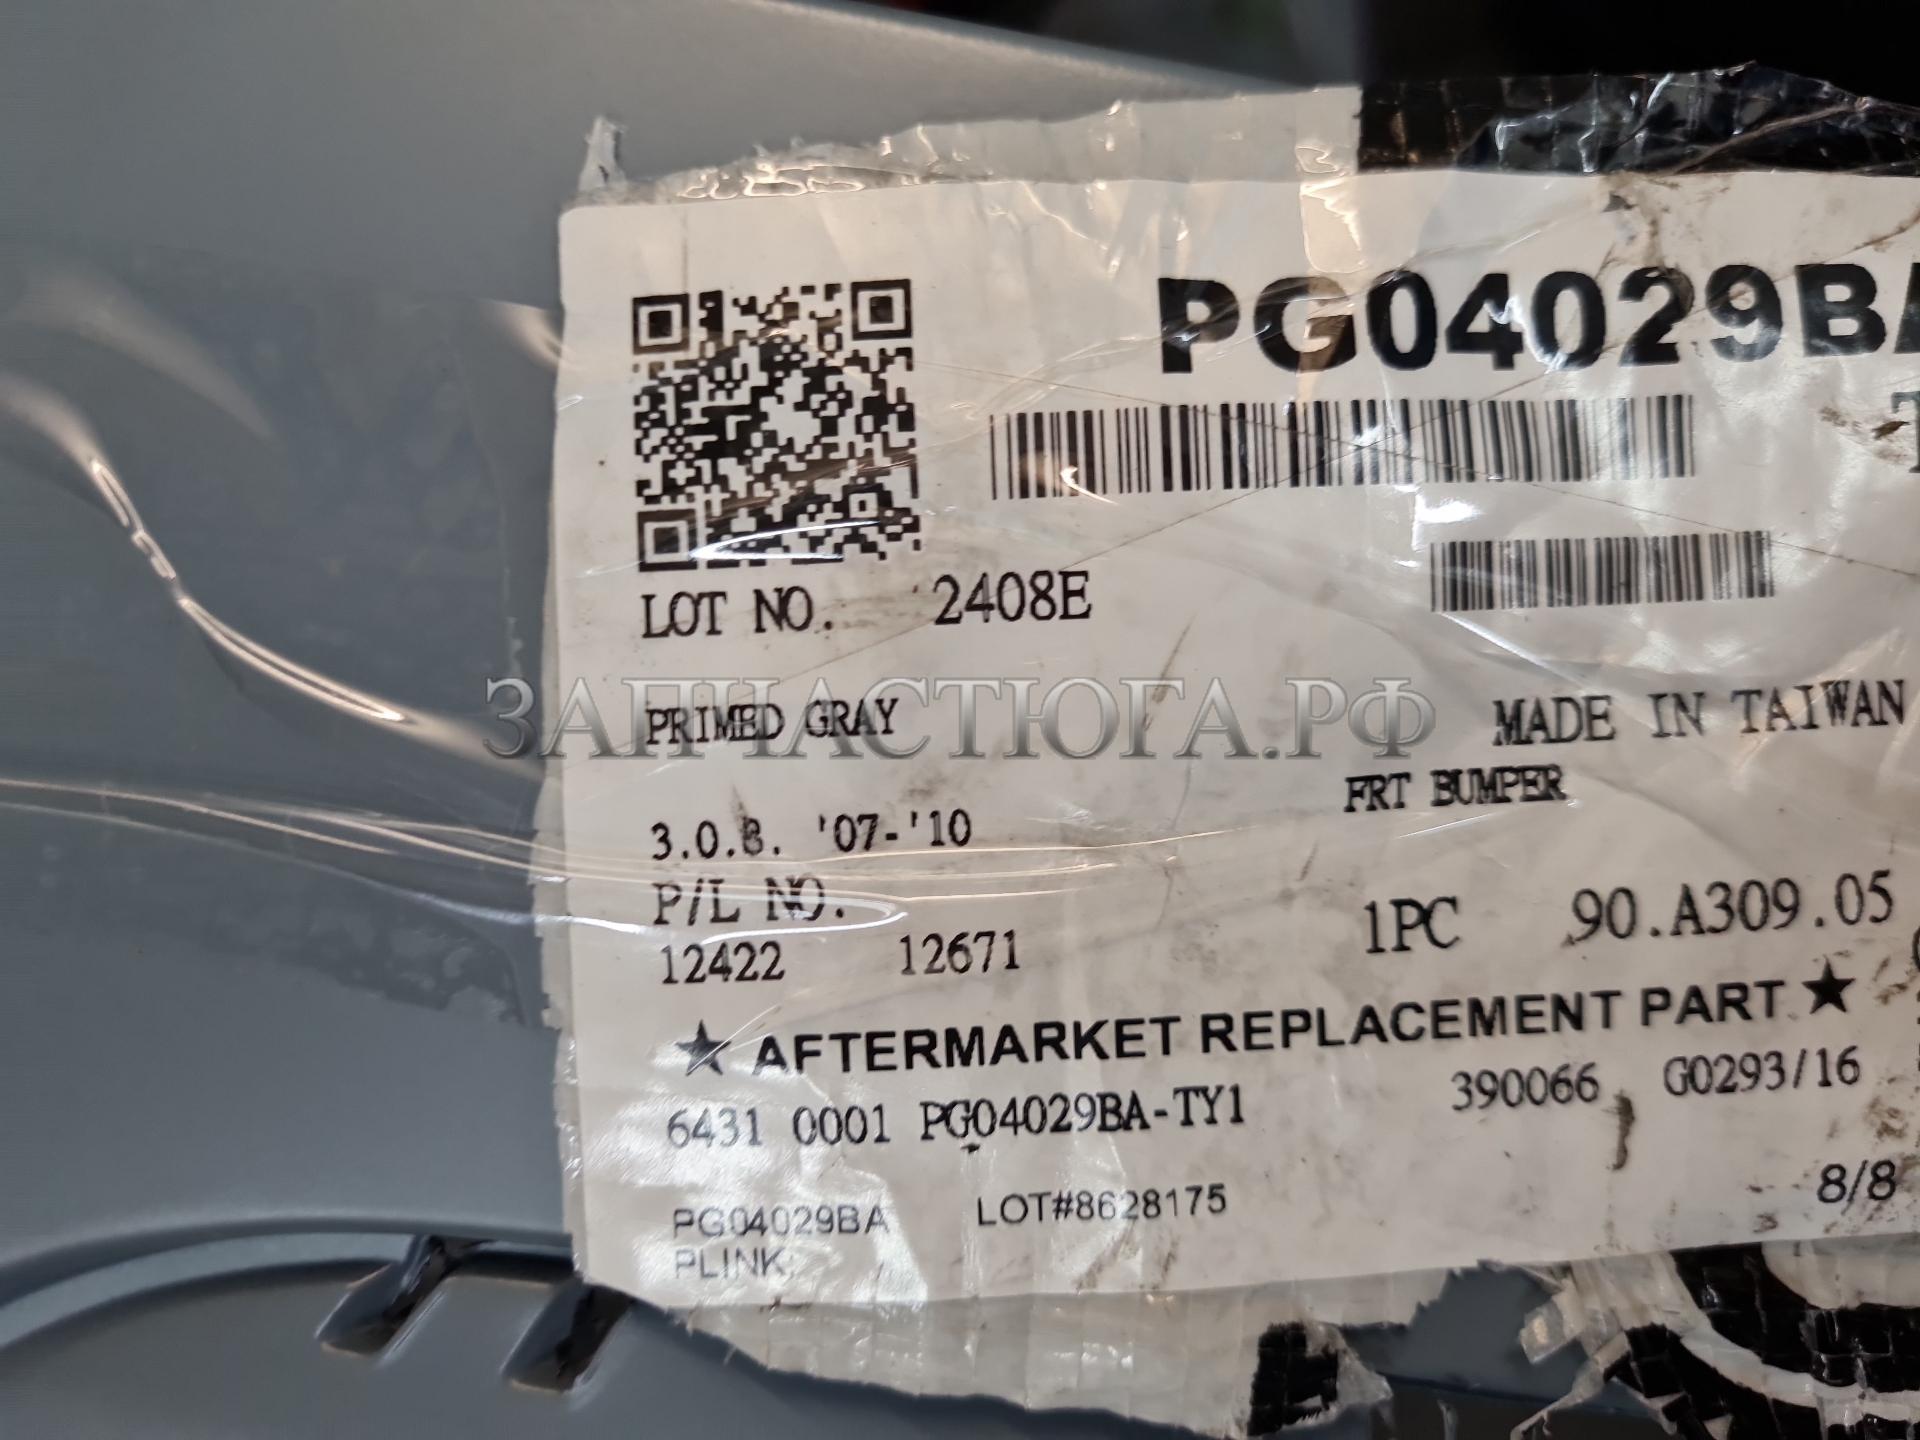 PG04029BA
LOT NO. 2408E
ЗАПЧАСТЮГА.РФ
PRIMED GRAY MADE IN TAIWAN
FRT BUMPER
3.0.8. '07-'10
P/L NO.
1PC 90.A309.05
12422 12671
★ AFTERMARKET REPLACEMENT PART ★
6431 0001 PG04029BA-TY1 390066 G0293/16
PG04029BA LOT#8628175 8/8
PLINK: